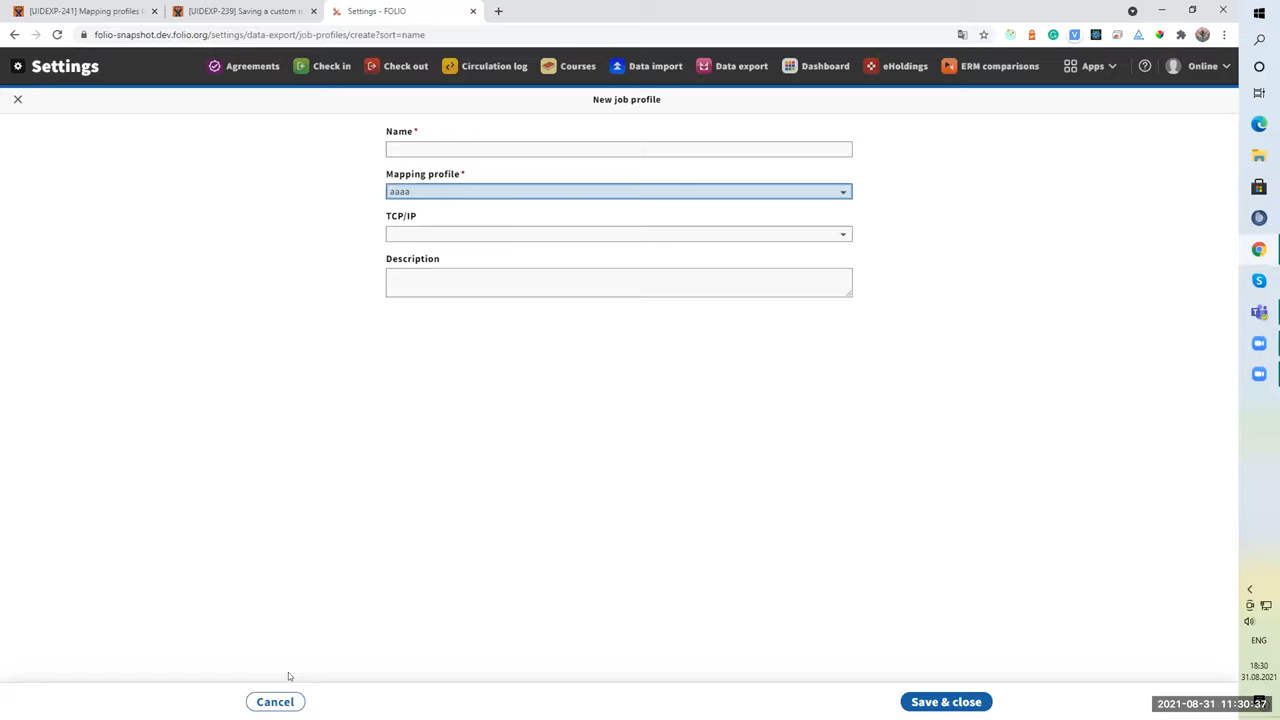 [UIDEXP-241] Mapping profiles l
[UIDEXP-239] Saving a custom n
Settings - FOLIO
folio-snapshot.dev.folio.org/settings/data-export/job-profiles/create?sort=name
Settings
Agreements
Check in
Check out
Circulation log
Courses
Data import
Data export
Dashboard
eHoldings
ERM comparisons
Apps
Online
New job profile
Name*
Mapping profile*
aaaa
TCP/IP
Description
Cancel
Save & close
ENG
18:30
31.08.2021
2021-08-31 11:30:37